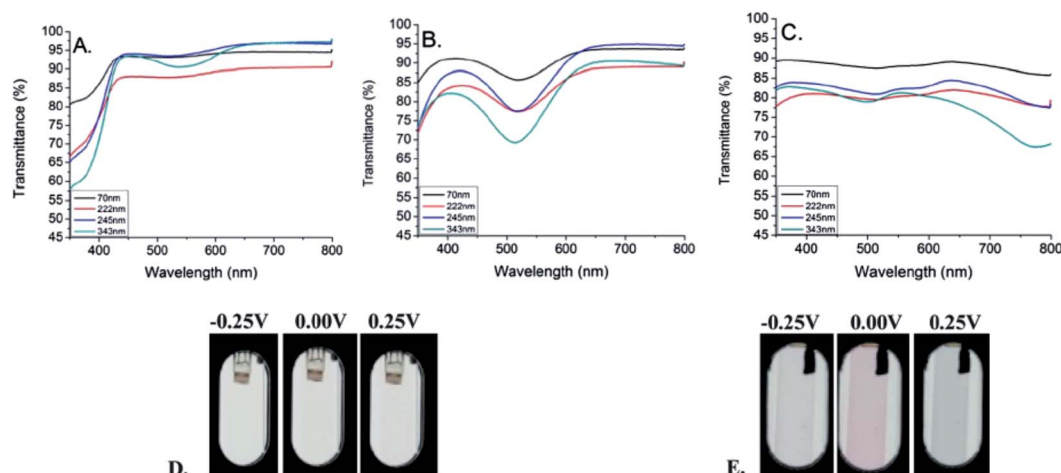 A.
Transmittance (%)
100
95
90
85
80
75
70
65
60
55
50
45
70nm
222nm
245nm
343nm
400 500 600 700 800
Wavelength (nm)
B.
Transmittance (%)
100
95
90
85
80
75
70
65
60
55
50
45
70nm
222nm
245nm
343nm
400 500 600 700 800
Wavelength (nm)
C.
Transmittance (%)
100
95
90
85
80
75
70
65
60
55
50
45
70nm
222nm
245nm
343nm
400 500 600 700 800
Wavelength (nm)
-0.25V 0.00V 0.25V
D.
-0.25V 0.00V 0.25V
E.